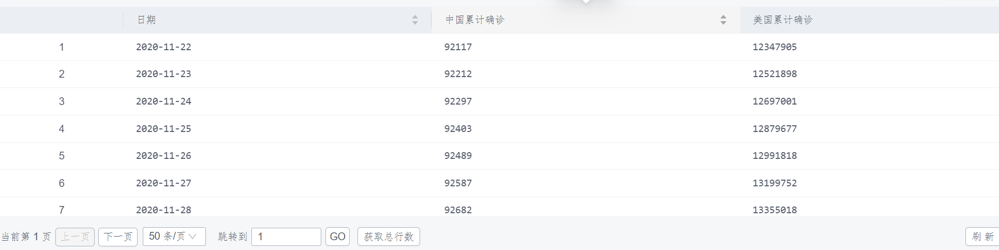 日期 中国累计确诊 美国累计确诊
1 2020-11-22 92117 12347905
2 2020-11-23 92212 12521898
3 2020-11-24 92297 12697001
4 2020-11-25 92403 12879677
5 2020-11-26 92489 12991818
6 2020-11-27 92587 13199752
7 2020-11-28 92682 13355018
当前第 1 页 上一页 下一页 50 条/页 跳转到 1 GO 获取总行数 刷 新